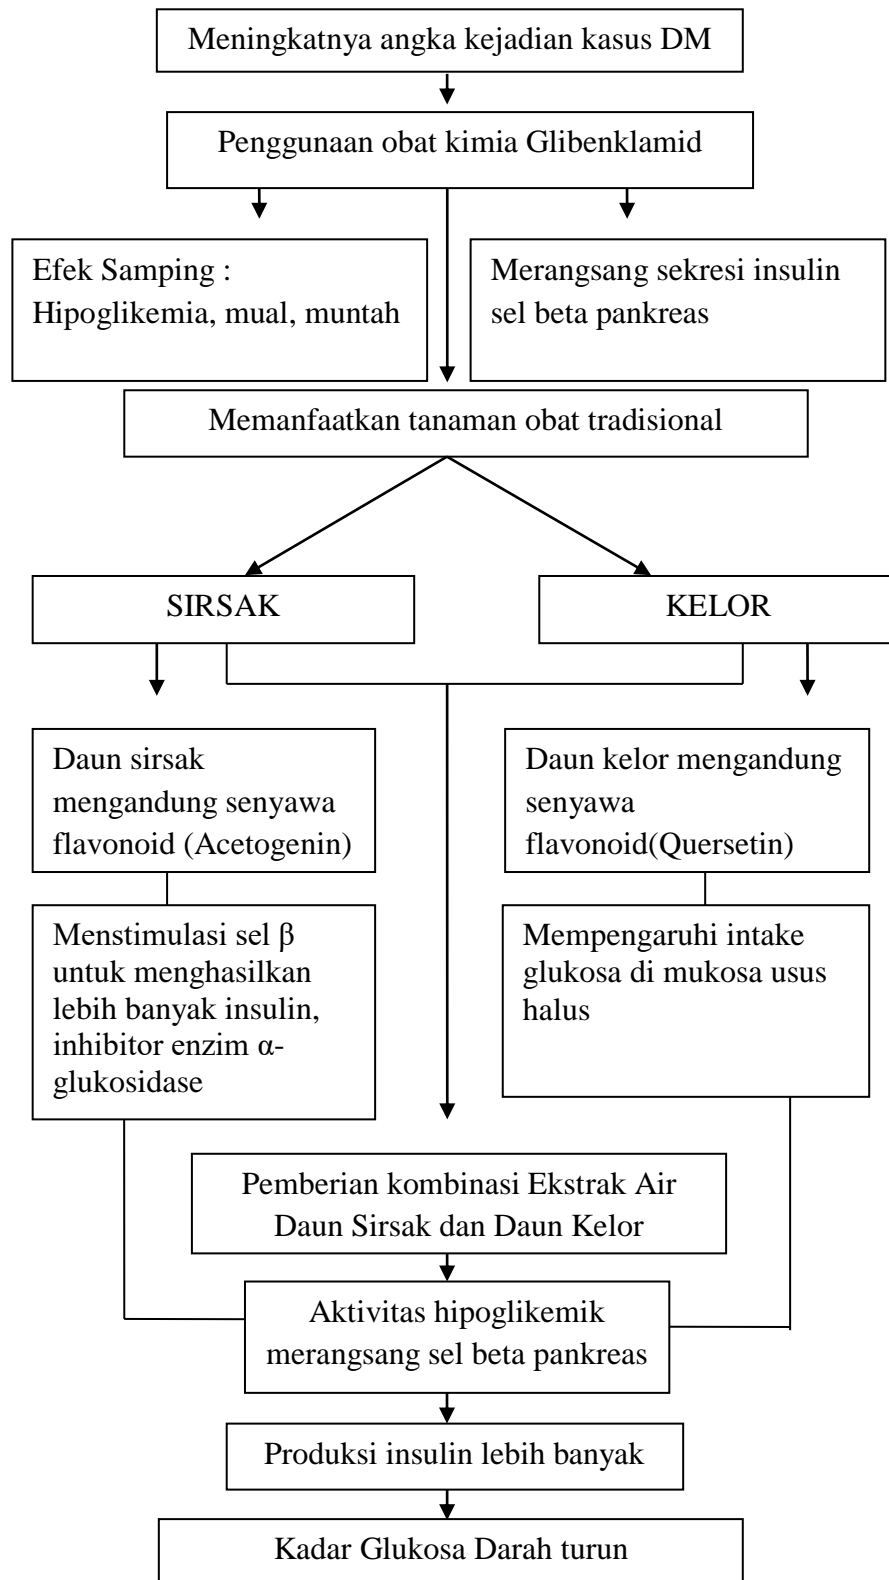 Meningkatnya angka kejadian kasus DM
Penggunaan obat kimia Glibenklamid
Efek Samping :
Hipoglikemia, mual, muntah
Merangsang sekresi insulin
sel beta pankreas
Memanfaatkan tanaman obat tradisional
SIRSAK
KELOR
Daun sirsak
mengandung senyawa
flavonoid (Acetogenin)
Daun kelor mengandung
senyawa
flavonoid(Quersetin)
Menstimulasi sel β
untuk menghasilkan
lebih banyak insulin,
inhibitor enzim α-
glukosidase
Mempengaruhi intake
glukosa di mukosa usus
halus
Pemberian kombinasi Ekstrak Air
Daun Sirsak dan Daun Kelor
Aktivitas hipoglikemik
merangsang sel beta pankreas
Produksi insulin lebih banyak
Kadar Glukosa Darah turun